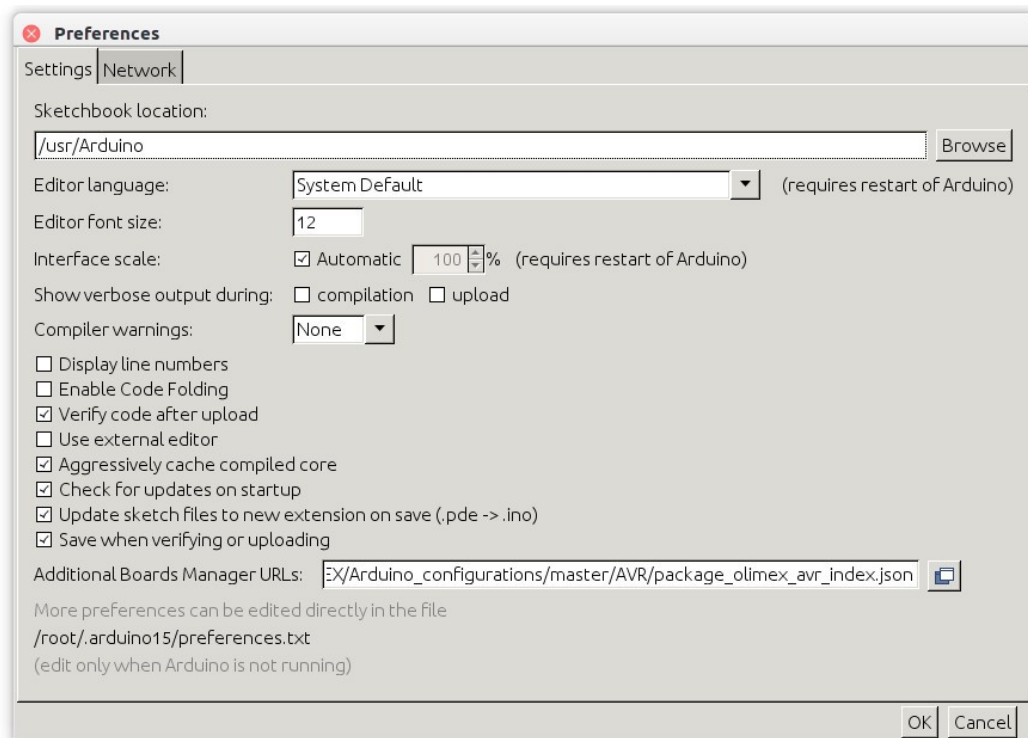 Preferences
Settings Network
Sketchbook location:
/usr/Arduino Browse
Editor language: System Default (requires restart of Arduino)
Editor font size: 12
Interface scale: Automatic 100 % (requires restart of Arduino)
Show verbose output during: compilation upload
Compiler warnings: None
Display line numbers
Enable Code Folding
Verify code after upload
Use external editor
Aggressively cache compiled core
Check for updates on startup
Update sketch files to new extension on save (.pde -> .ino)
Save when verifying or uploading
Additional Boards Manager URLs: EX/Arduino_configurations/master/AVR/package_olimex_avr_index.json
More preferences can be edited directly in the file
/root/.arduino15/preferences.txt
(edit only when Arduino is not running)
OK Cancel